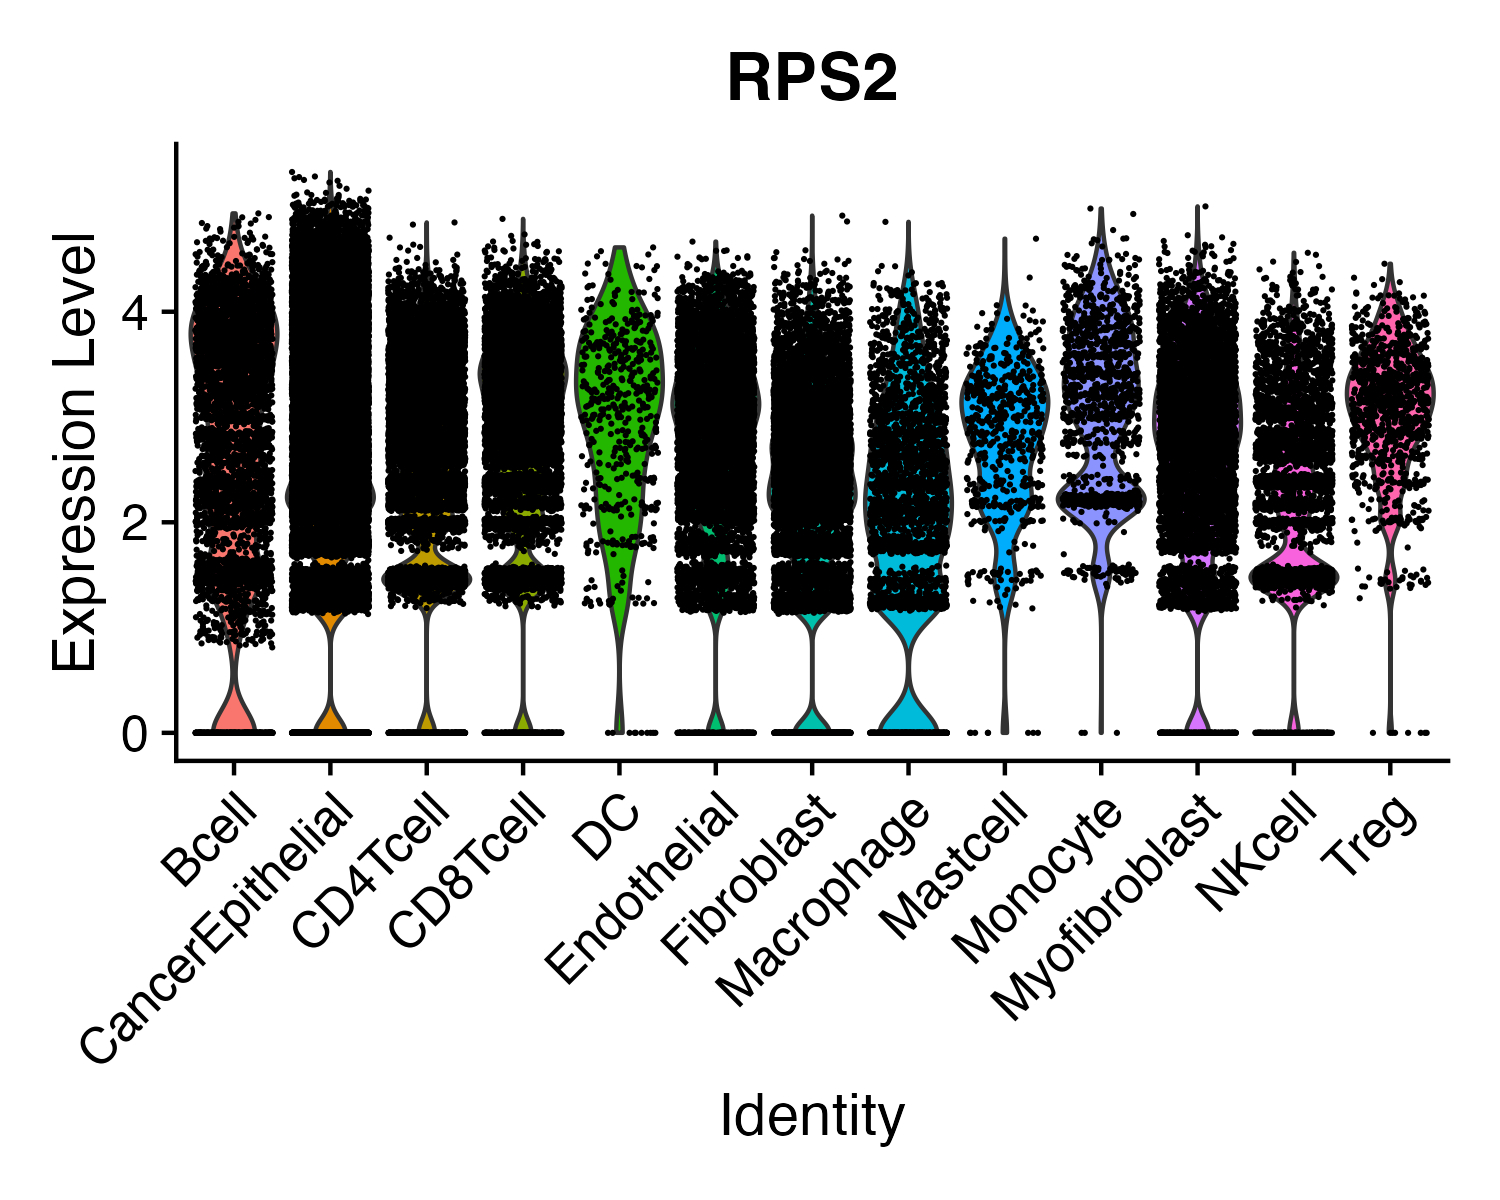 RPS2
Expression Level
4
2
0
Bcell
CancerEpithelial
CD4Tcell
CD8Tcell
DC
Endothelial
Fibroblast
Macrophage
Mastcell
Monocyte
Myofibroblast
NKcell
Treg
Identity